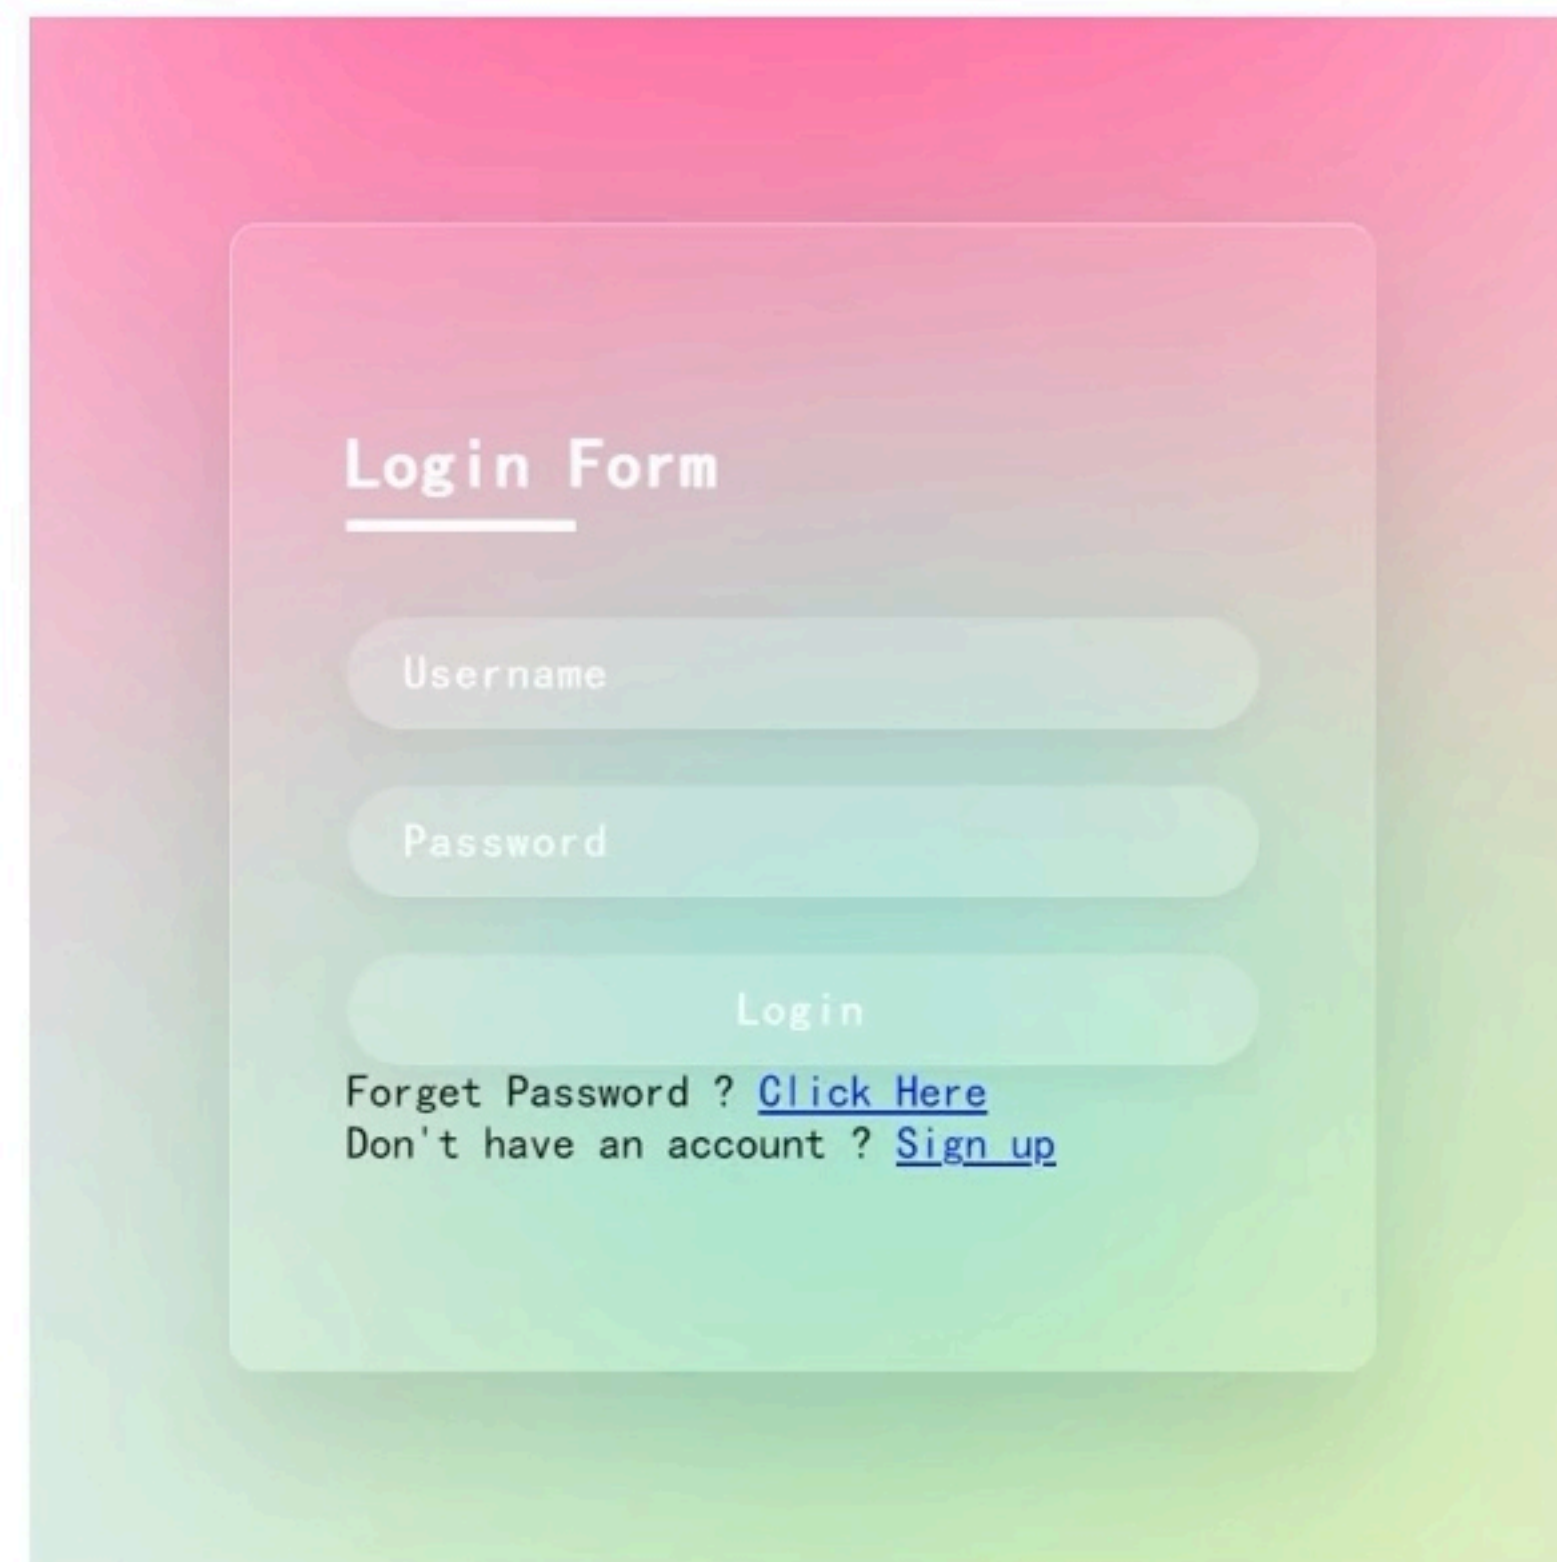 Login Form
Username
Password
Login
Forget Password ? Click Here
Don't have an account ? Sign up